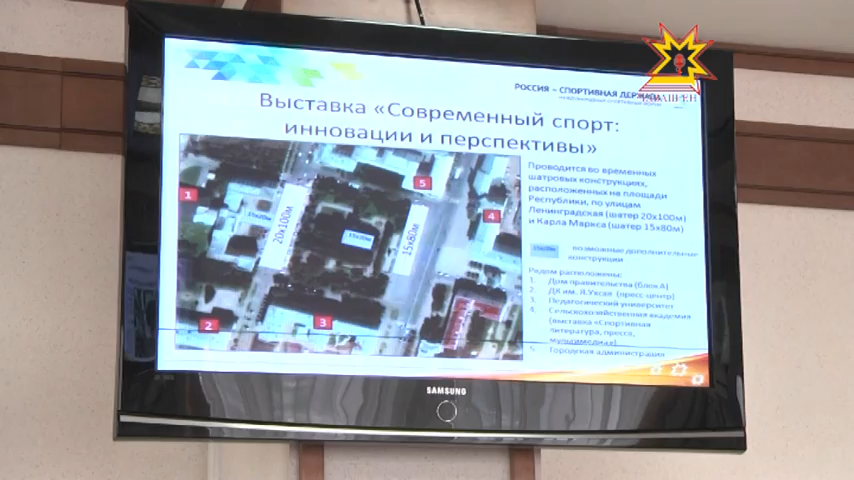 РОССИЯ – СПОРТИВНАЯ ДЕРЖАВА
Выставка «Современный спорт:
инновации и перспективы»
Проводится во временных
шатровых конструкциях,
расположенных на площади
Республики, по улицам
Ленинградская (шатер 20х100м)
и Карла Маркса (шатер 15х80м)
возможные дополнительные
конструкции
Рядом расположены:
1. Дом правительства (блок А)
2. ДК им. Я.Ухсая (пресс-центр)
3. Педагогический университет
4. Сельскохозяйственная академия
(выставка «Спортивная
литература, пресса,
мультимедиа»)
5. Городская администрация
1
5
4
20х100м
15х80м
2
3
SAMSUNG